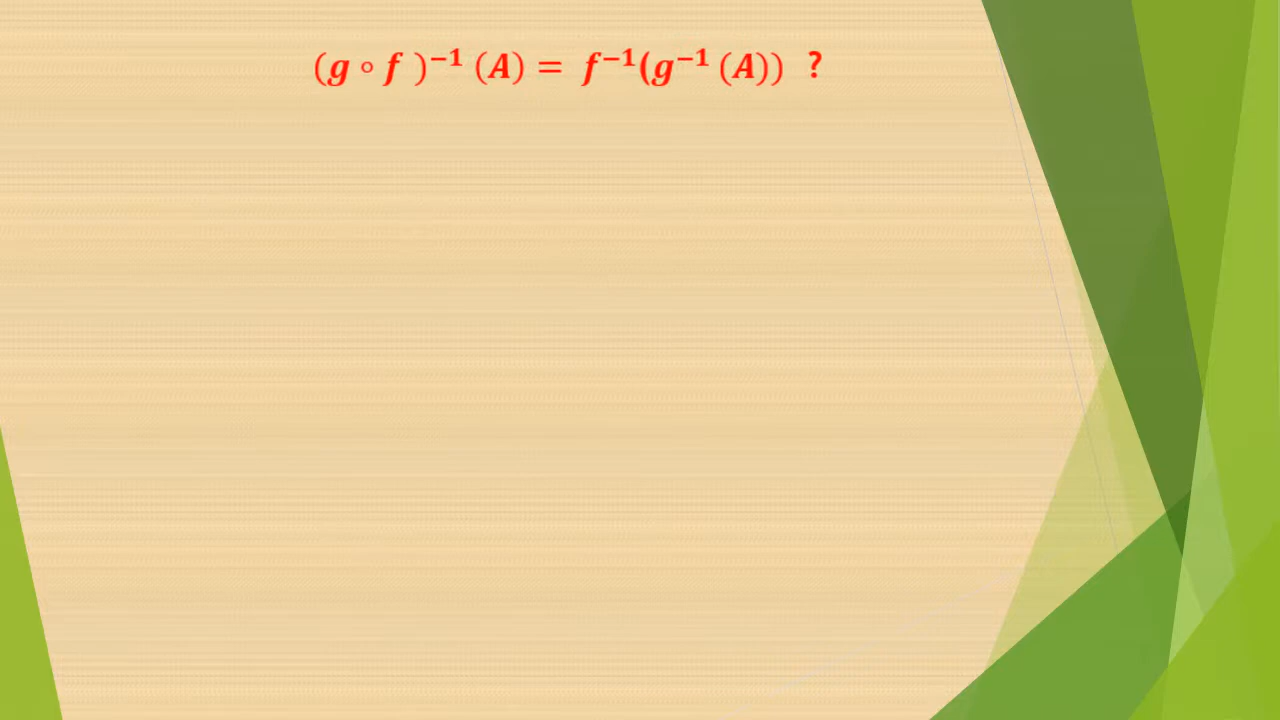 (g ∘ f )⁻¹ (A) = f⁻¹(g⁻¹ (A)) ?